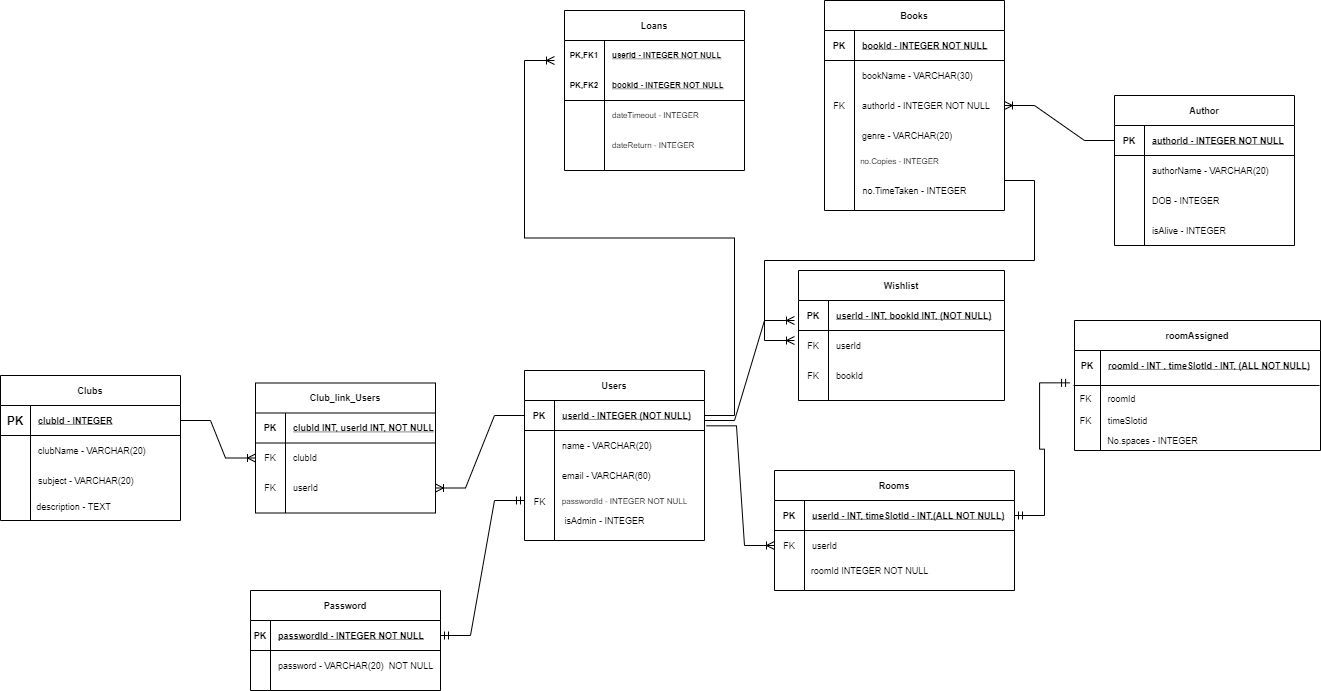 Loans
PK,FK1 userId - INTEGER NOT NULL
PK,FK2 bookId - INTEGER NOT NULL
dateTimeout - INTEGER
dateReturn - INTEGER
Books
PK bookId - INTEGER NOT NULL
bookName - VARCHAR(30)
FK authorId - INTEGER NOT NULL
genre - VARCHAR(20)
no.Copies - INTEGER
no.TimeTaken - INTEGER
Author
PK authorId - INTEGER NOT NULL
authorName - VARCHAR(20)
DOB - INTEGER
isAlive - INTEGER
Wishlist
PK userId - INT, bookId INT, (NOT NULL)
FK userId
FK bookId
roomAssigned
PK roomId - INT , timeSlotId - INT, (ALL NOT NULL)
FK roomId
FK timeSlotid
No.spaces - INTEGER
Clubs
PK clubId - INTEGER
clubName - VARCHAR(20)
subject - VARCHAR(20)
description - TEXT
Club_link_Users
PK clubId INT, userId INT, NOT NULL
FK clubId
FK userId
Users
PK userId - INTEGER (NOT NULL)
name - VARCHAR(20)
email - VARCHAR(60)
FK passwordId - INTEGER NOT NULL
isAdmin - INTEGER
Rooms
PK userId - INT, timeSlotId - INT,(ALL NOT NULL)
FK userId
roomId INTEGER NOT NULL
Password
PK passwordId - INTEGER NOT NULL
password - VARCHAR(20) NOT NULL